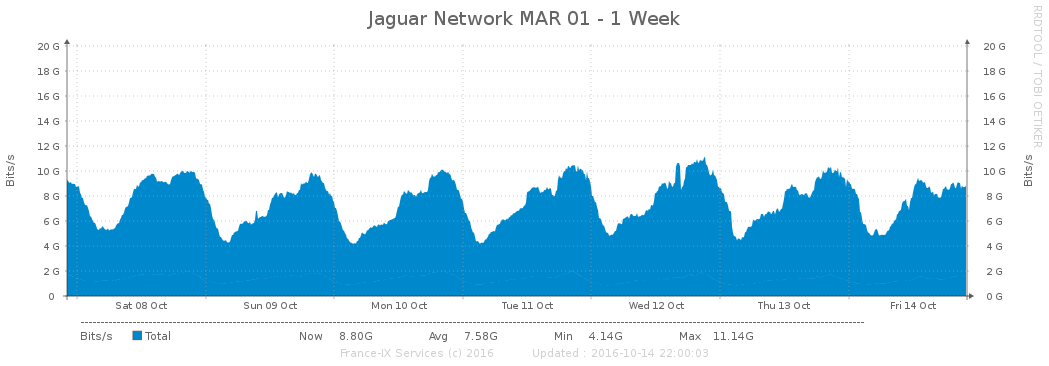 Jaguar Network MAR 01 - 1 Week
RRDTOOL / TOBI OETIKER
Bits/s
20 G
18 G
16 G
14 G
12 G
10 G
8 G
6 G
4 G
2 G
0
20 G
18 G
16 G
14 G
12 G
10 G
8 G
6 G
4 G
2 G
0 G
Bits/s
Sat 08 Oct Sun 09 Oct Mon 10 Oct Tue 11 Oct Wed 12 Oct Thu 13 Oct Fri 14 Oct
Bits/s Total Now 8.80G Avg 7.58G Min 4.14G Max 11.14G
France-IX Services (c) 2016 Updated : 2016-10-14 22:00:03